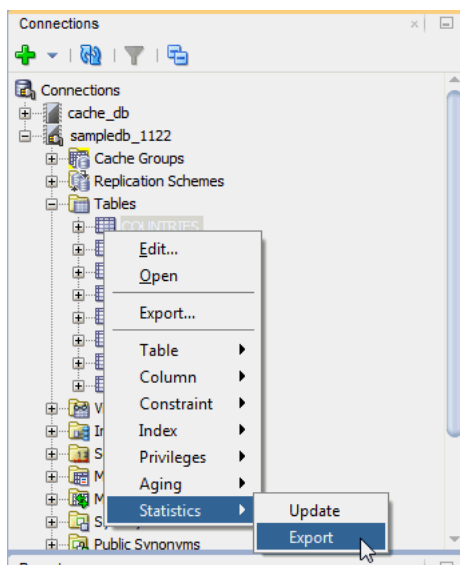 Connections
Connections
cache_db
sampledb_1122
Cache Groups
Replication Schemes
Tables
COUNTRIES
Edit...
Open
Export...
Table
Column
Constraint
Index
Privileges
Aging
Statistics
Update
Export
Public Synonyms